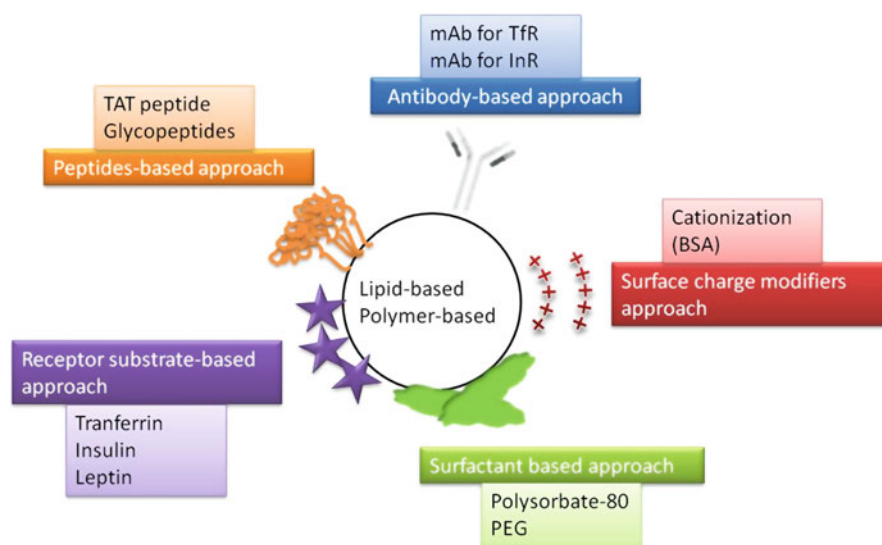 mAb for TfR
mAb for InR
Antibody-based approach
TAT peptide
Glycopeptides
Peptides-based approach
Cationization
(BSA)
Surface charge modifiers
approach
Lipid-based
Polymer-based
Receptor substrate-based
approach
Tranferrin
Insulin
Leptin
Surfactant based approach
Polysorbate-80
PEG